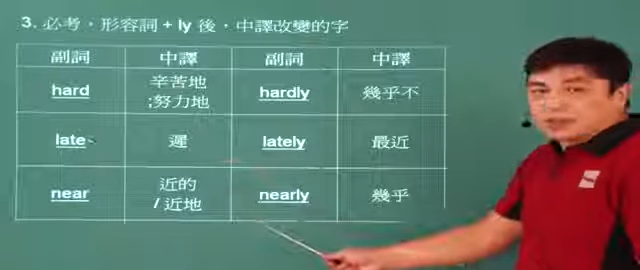 3. 必考，形容詞 + ly 後，中譯改變的字
副詞 中譯 副詞 中譯
hard 辛苦地 ;努力地 hardly 幾乎不
late 遲 lately 最近
near 近的 / 近地 nearly 幾乎